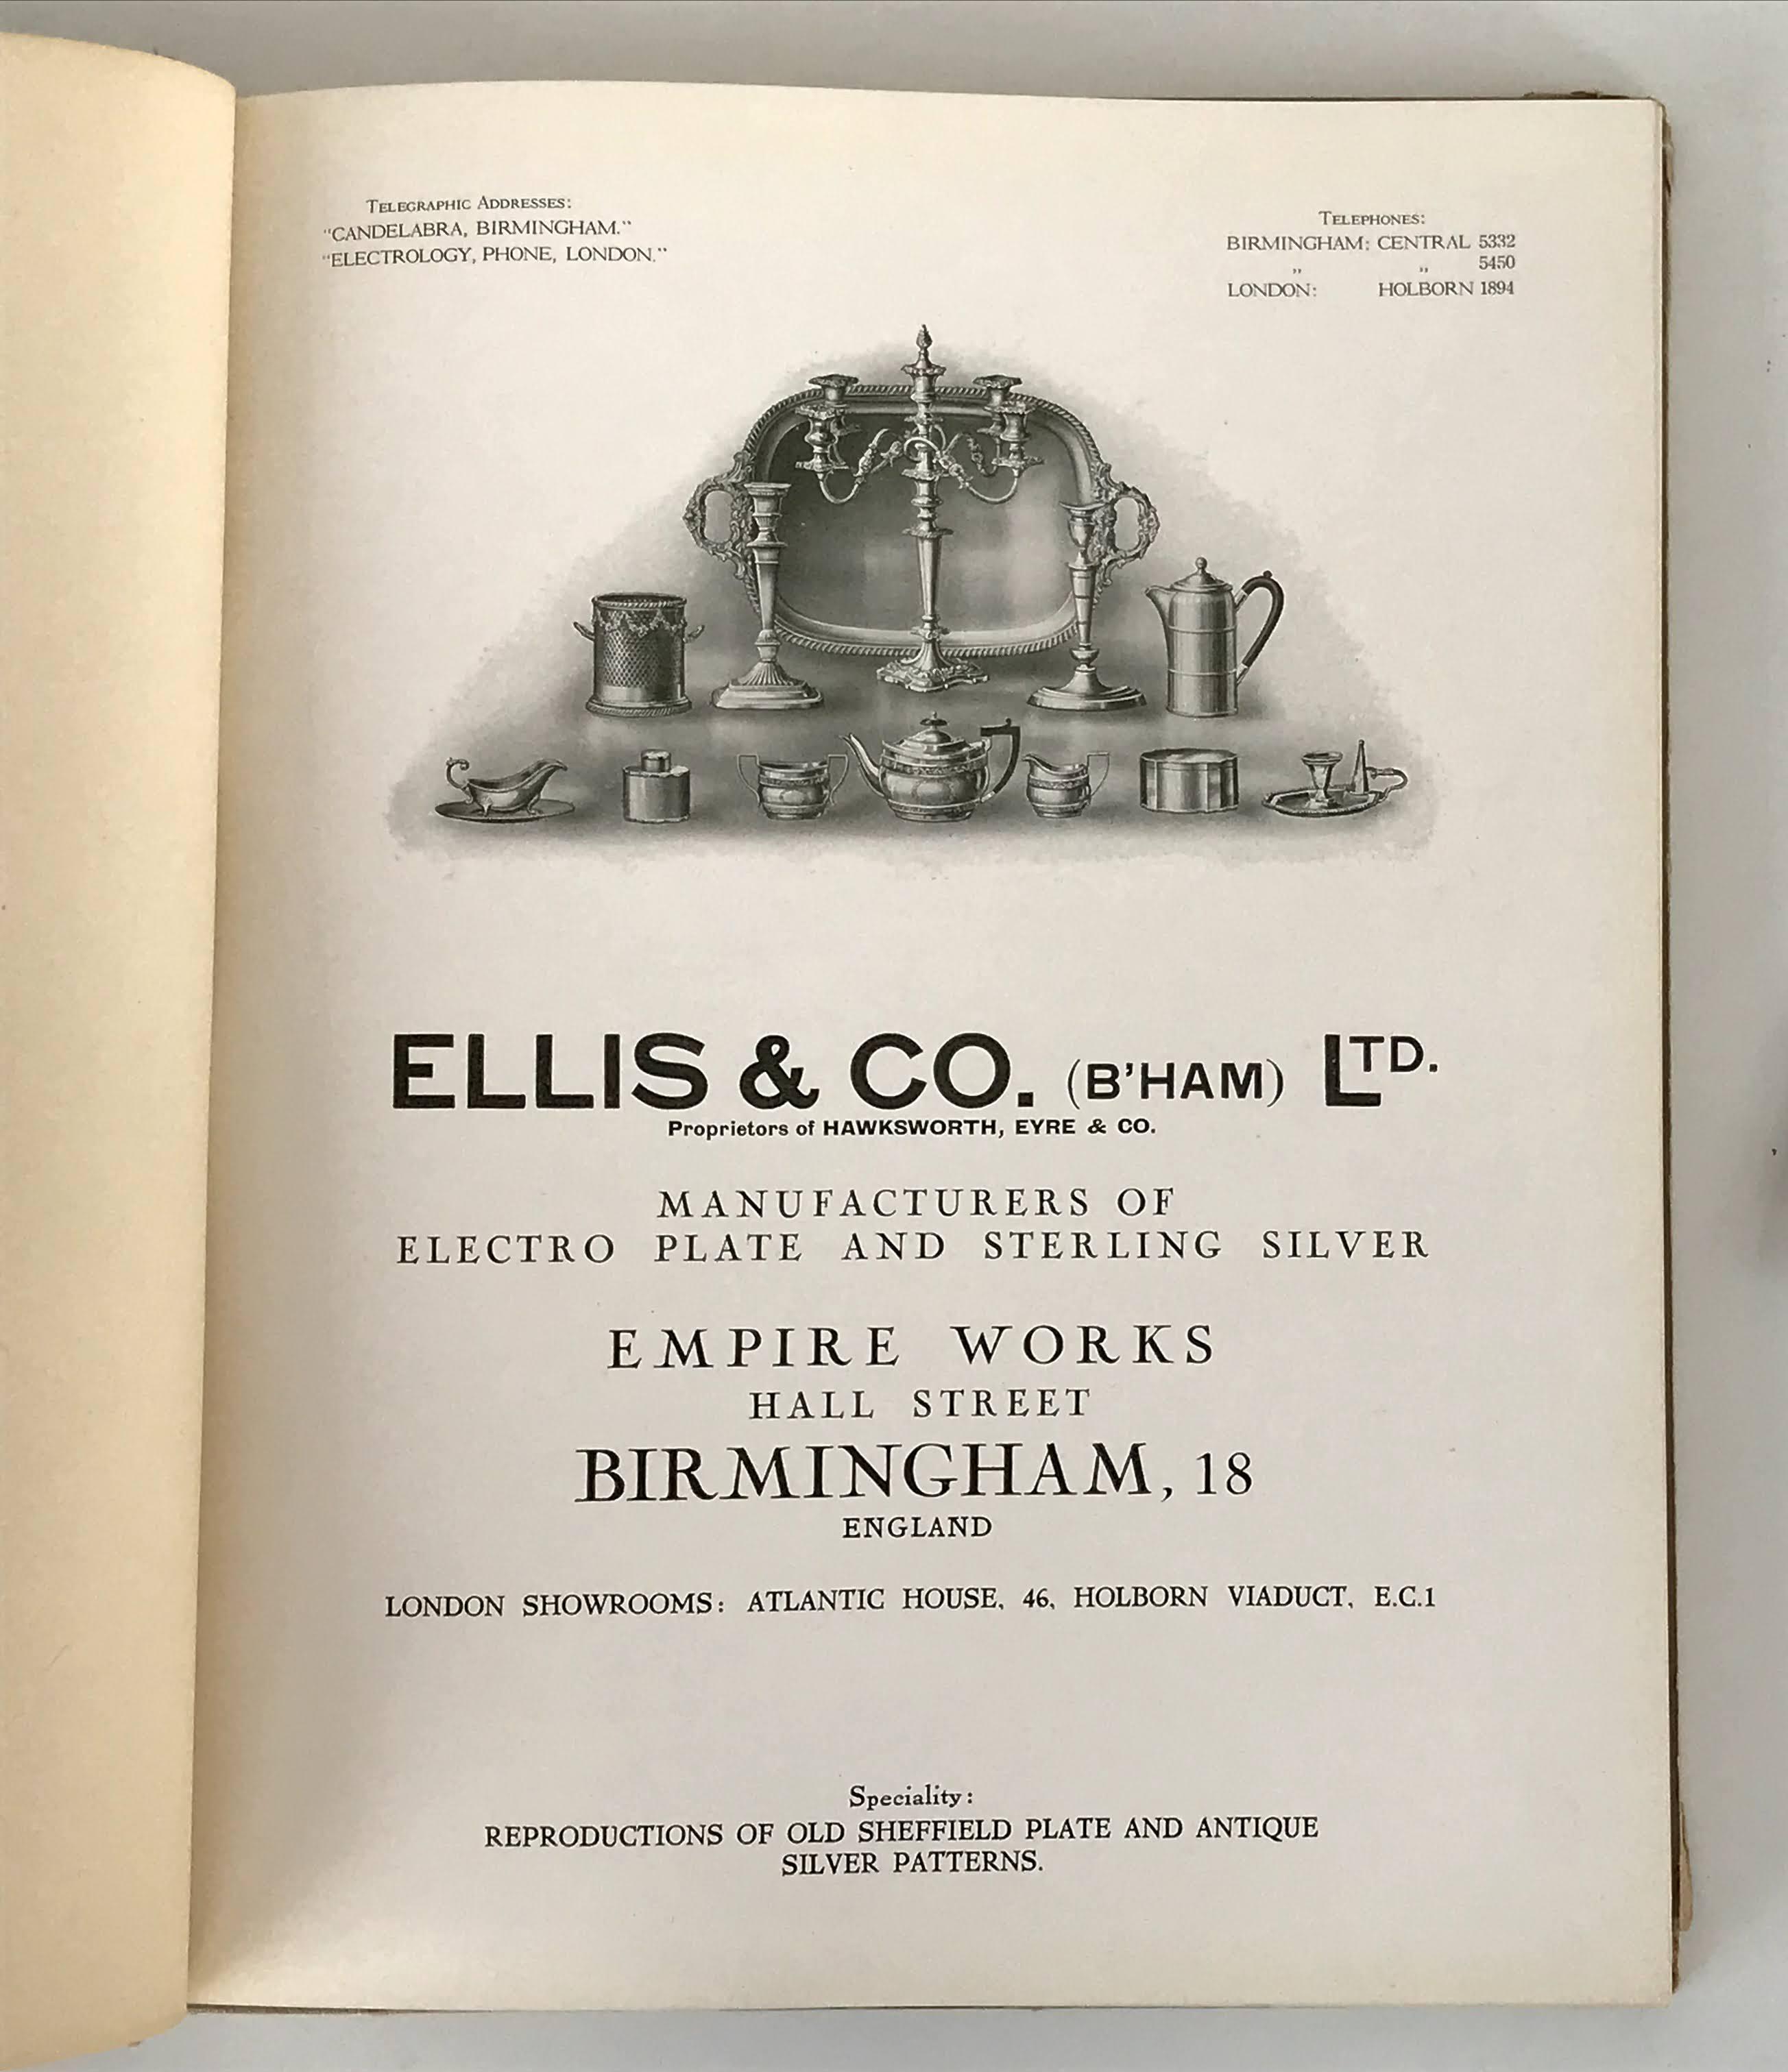 TELEGRAPHIC ADDRESSES:
"CANDELABRA, BIRMINGHAM."
"ELECTROLOGY, PHONE, LONDON."
TELEPHONES:
BIRMINGHAM: CENTRAL 5332
" " 5450
LONDON: HOLBORN 1894
ELLIS & CO. (B'HAM) LTD.
Proprietors of HAWKSWORTH, EYRE & CO.
MANUFACTURERS OF
ELECTRO PLATE AND STERLING SILVER
EMPIRE WORKS
HALL STREET
BIRMINGHAM, 18
ENGLAND
LONDON SHOWROOMS: ATLANTIC HOUSE, 46, HOLBORN VIADUCT, E.C.1
Speciality:
REPRODUCTIONS OF OLD SHEFFIELD PLATE AND ANTIQUE
SILVER PATTERNS.